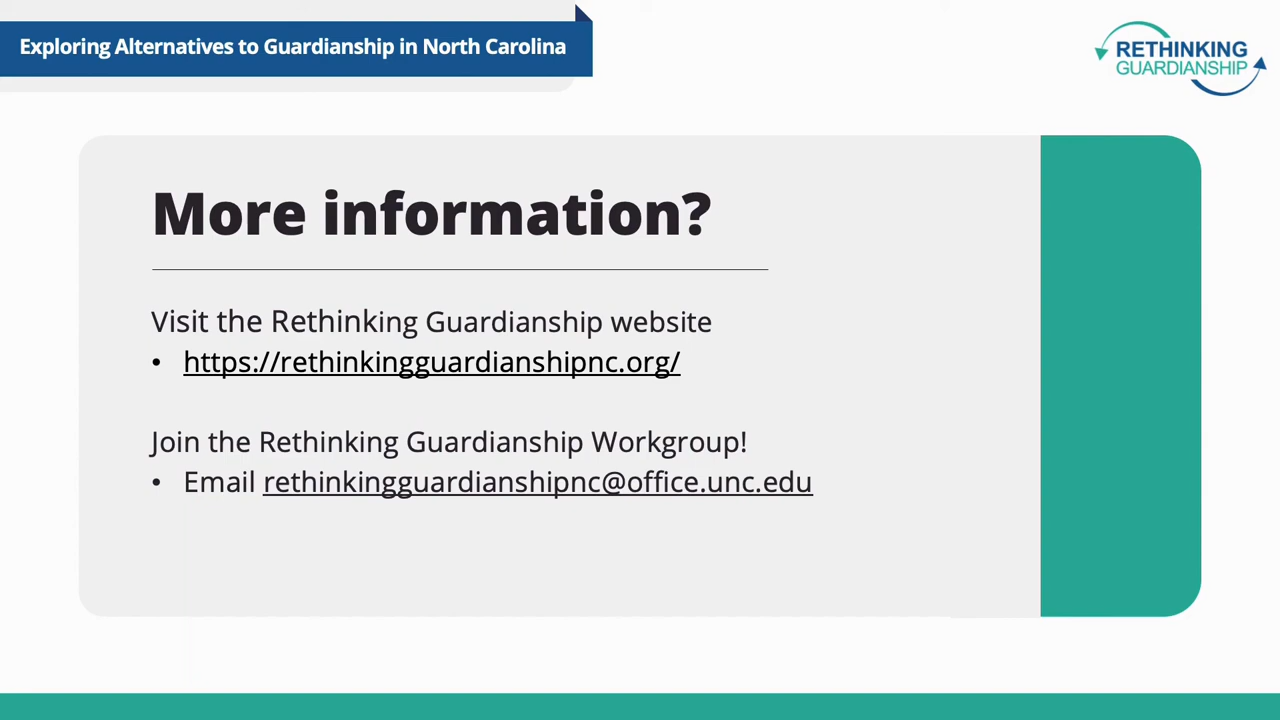 Exploring Alternatives to Guardianship in North Carolina
RETHINKING
GUARDIANSHIP
More information?
Visit the Rethinking Guardianship website
• https://rethinkingguardianshipnc.org/
Join the Rethinking Guardianship Workgroup!
• Email rethinkingguardianshipnc@office.unc.edu